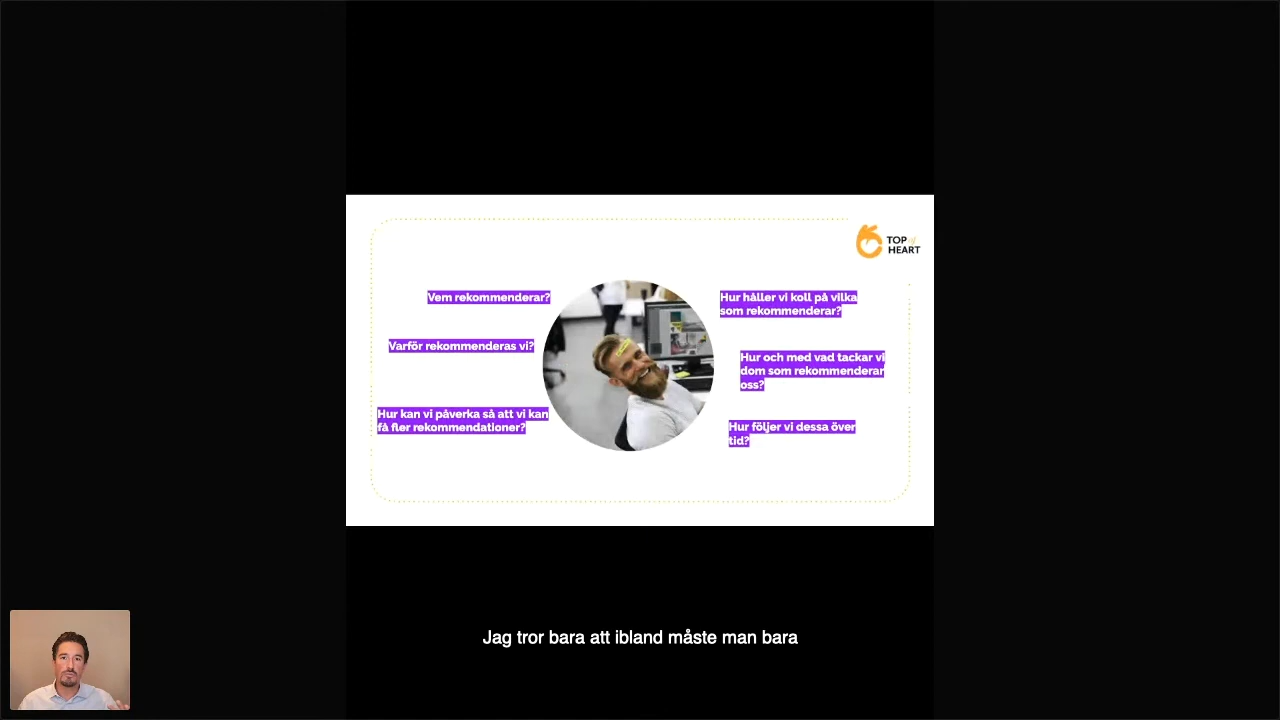 TOP of
HEART
Vem rekommenderar?
Varför rekommenderas vi?
Hur kan vi påverka så att vi kan
få fler rekommendationer?
Hur håller vi koll på vilka
som rekommenderar?
Hur och med vad tackar vi
dom som rekommenderar
oss?
Hur följer vi dessa över
tid?
Jag tror bara att ibland måste man bara